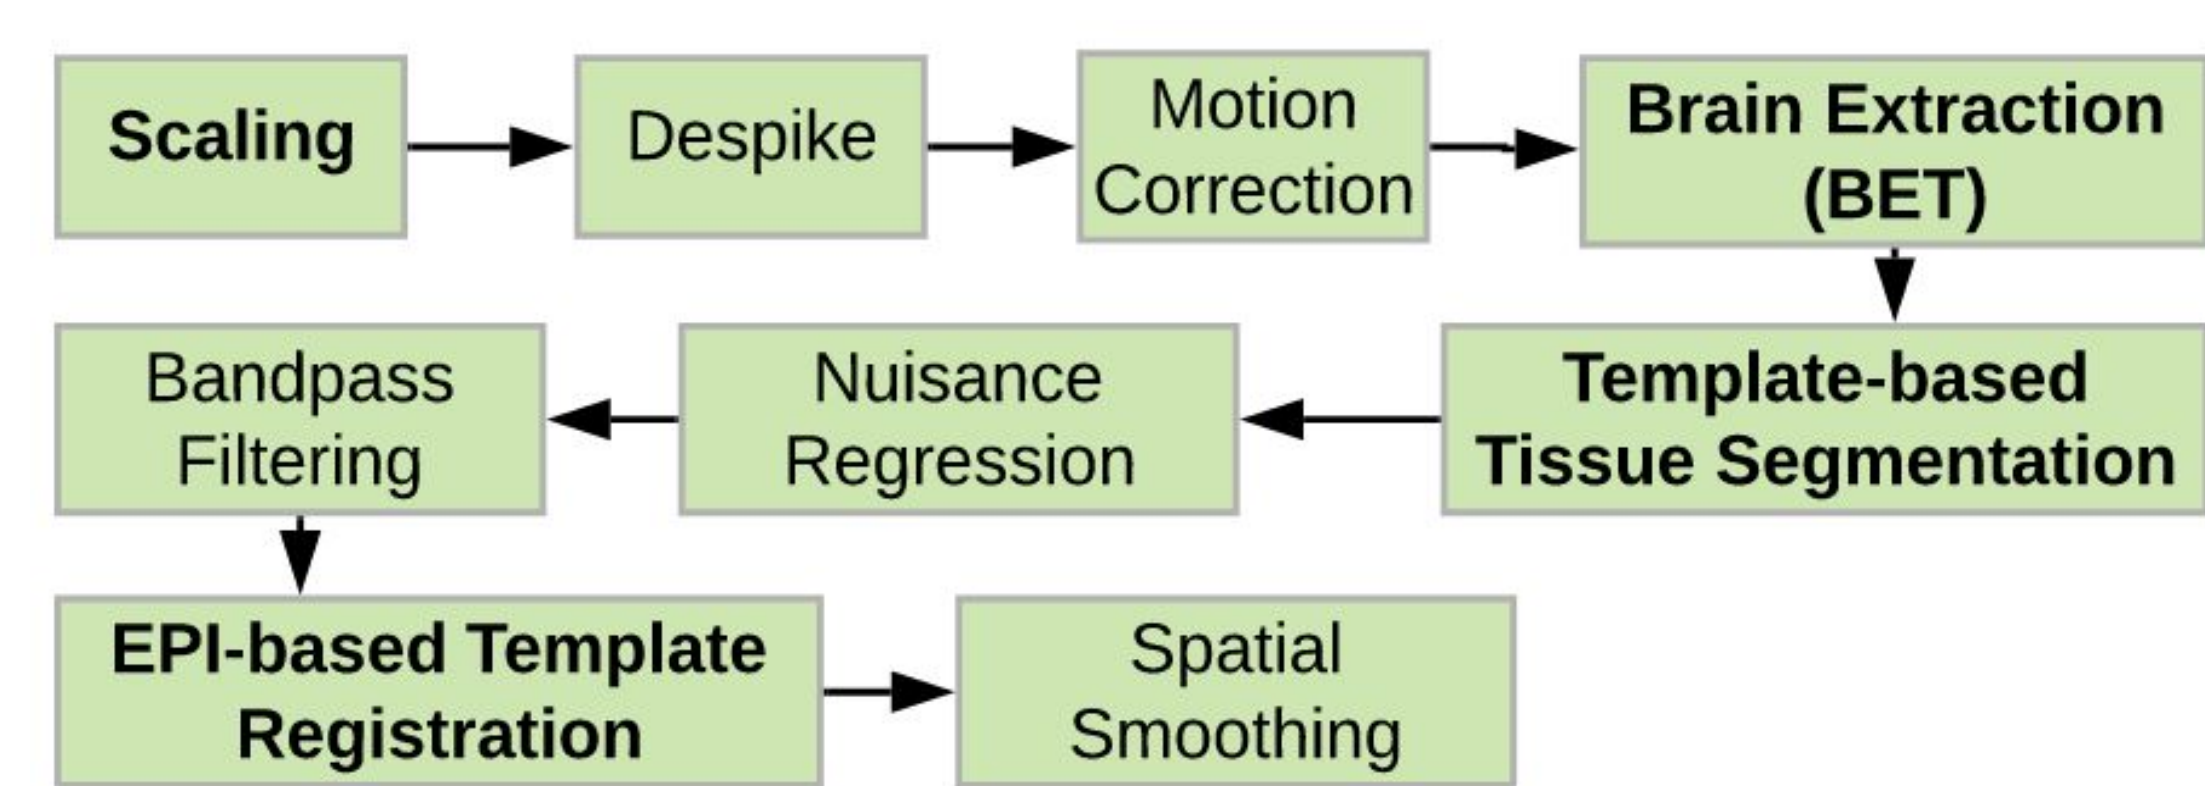 Scaling
Despike
Motion
Correction
Brain Extraction
(BET)
Template-based
Tissue Segmentation
Nuisance
Regression
Bandpass
Filtering
EPI-based Template
Registration
Spatial
Smoothing